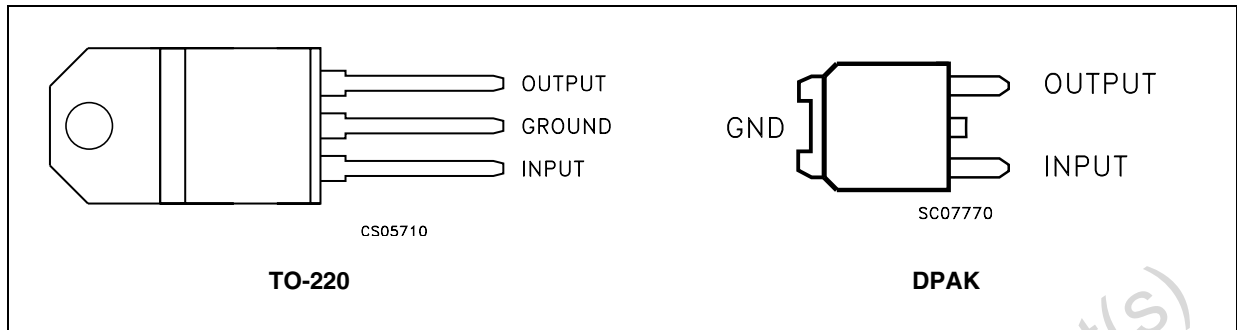 OUTPUT
GROUND
INPUT
CS05710
TO-220
GND
OUTPUT
INPUT
SC07770
DPAK
t(s)